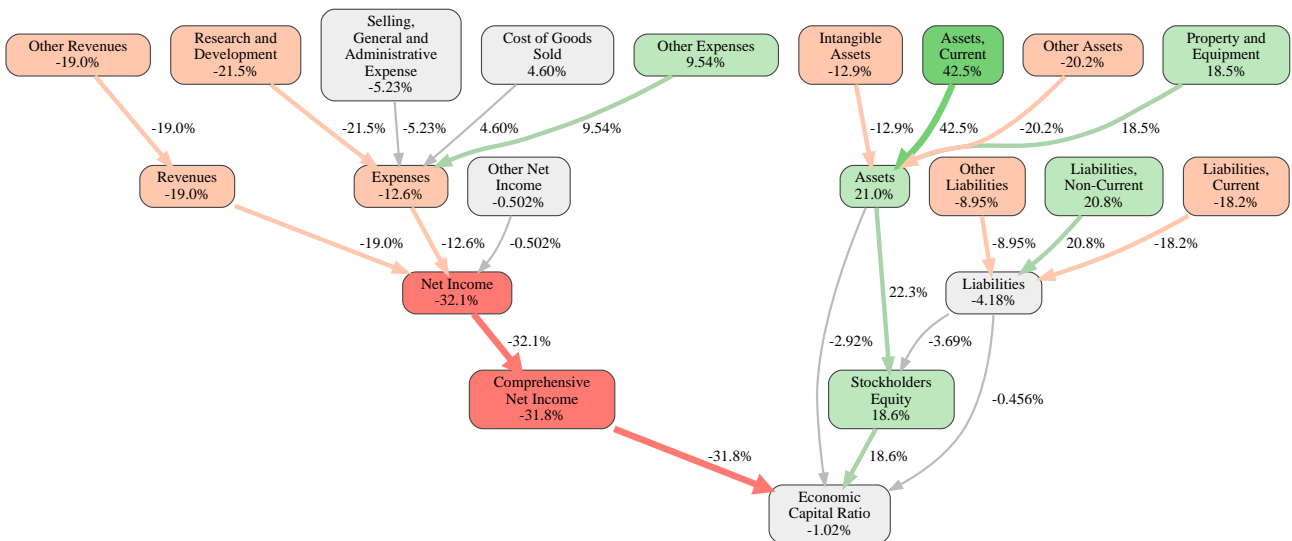 Other Revenues
-19.0%
Research and
Development
-21.5%
Selling,
General and
Administrative
Expense
-5.23%
Cost of Goods
Sold
4.60%
Other Expenses
9.54%
Intangible
Assets
-12.9%
Assets,
Current
42.5%
Other Assets
-20.2%
Property and
Equipment
18.5%
-19.0%
-21.5%
-5.23%
4.60%
9.54%
-12.9%
42.5%
-20.2%
18.5%
Revenues
-19.0%
Expenses
-12.6%
Other Net
Income
-0.502%
Assets
21.0%
Other
Liabilities
-8.95%
Liabilities,
Non-Current
20.8%
Liabilities,
Current
-18.2%
-19.0%
-12.6%
-0.502%
-8.95%
20.8%
-18.2%
Net Income
-32.1%
22.3%
Liabilities
-4.18%
-32.1%
-2.92%
-3.69%
Comprehensive
Net Income
-31.8%
Stockholders
Equity
18.6%
-0.456%
-31.8%
18.6%
Economic
Capital Ratio
-1.02%